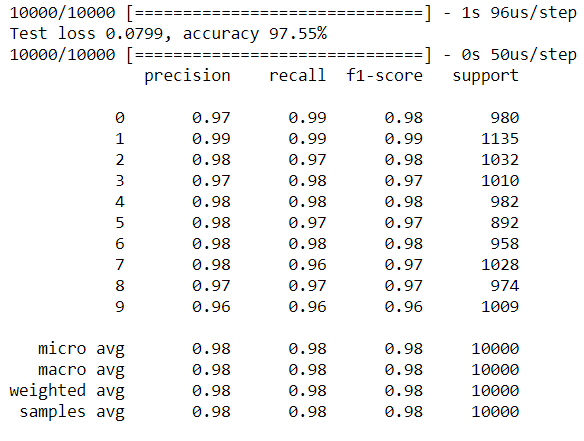 10000/10000 [==============================] - 1s 96us/step
Test loss 0.0799, accuracy 97.55%
10000/10000 [==============================] - 0s 50us/step
              precision    recall  f1-score   support

           0       0.97      0.99      0.98       980
           1       0.99      0.99      0.99      1135
           2       0.98      0.97      0.98      1032
           3       0.97      0.98      0.97      1010
           4       0.98      0.98      0.98       982
           5       0.98      0.97      0.97       892
           6       0.98      0.98      0.98       958
           7       0.98      0.96      0.97      1028
           8       0.97      0.97      0.97       974
           9       0.96      0.96      0.96      1009

   micro avg       0.98      0.98      0.98     10000
   macro avg       0.98      0.98      0.98     10000
weighted avg       0.98      0.98      0.98     10000
 samples avg       0.98      0.98      0.98     10000